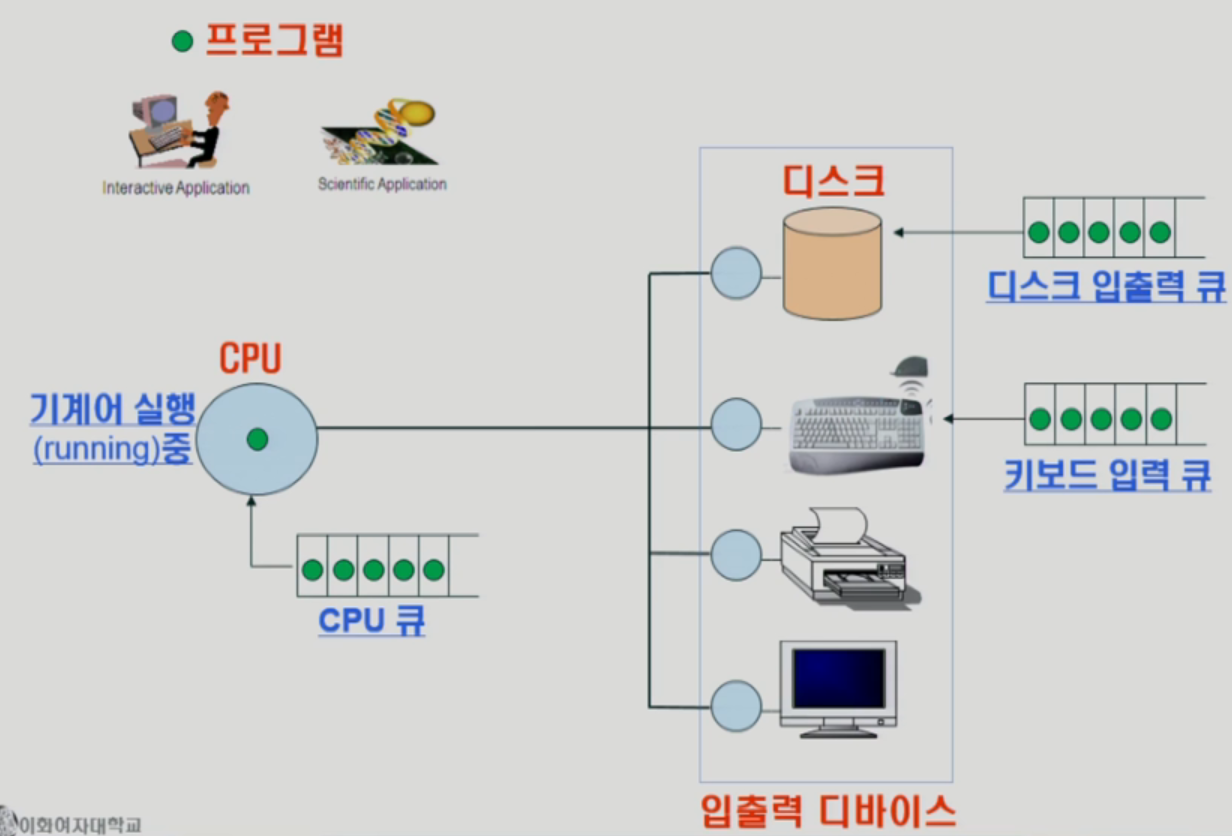 프로그램
Interactive Application
Scientific Application
디스크
디스크 입출력 큐
CPU
기계어 실행
(running)중
키보드 입력 큐
CPU 큐
입출력 디바이스
이화여자대학교